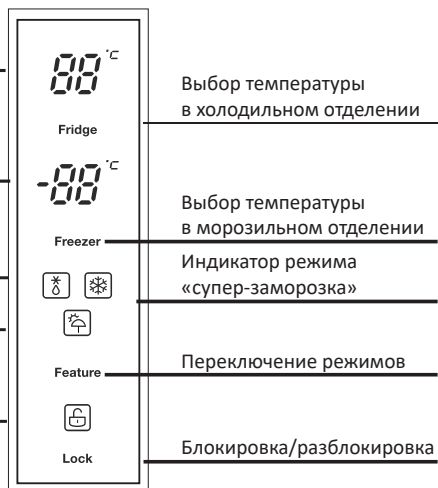 88 °C
Fridge
-88 °C
Freezer
Feature
Lock
Выбор температуры
в холодильном отделении
Выбор температуры
в морозильном отделении
Индикатор режима
«супер-заморозка»
Переключение режимов
Блокировка/разблокировка